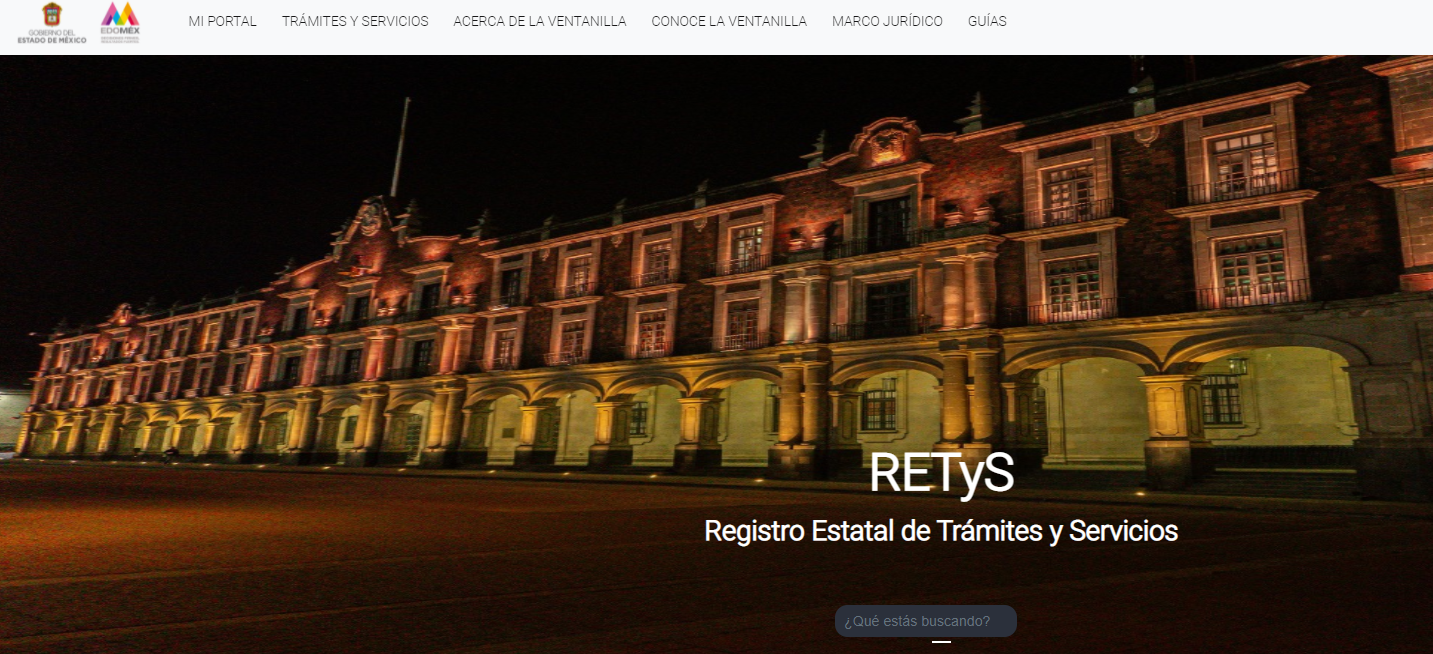 GOBIERNO DEL
ESTADO DE MÉXICO
EDOMÉX
MI PORTAL
TRÁMITES Y SERVICIOS
ACERCA DE LA VENTANILLA
CONOCE LA VENTANILLA
MARCO JURÍDICO
GUÍAS
RETyS
Registro Estatal de Trámites y Servicios
¿Qué estás buscando?